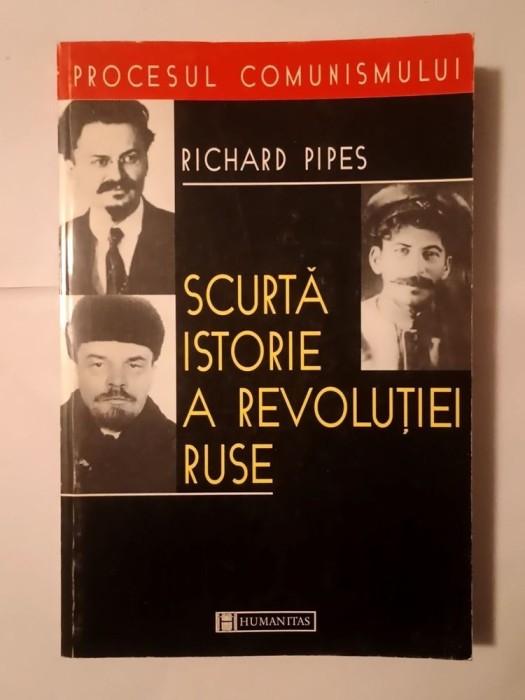 PROCESUL COMUNISMULUI
RICHARD PIPES
SCURTĂ
ISTORIE
A REVOLUȚIEI
RUSE
HUMANITAS